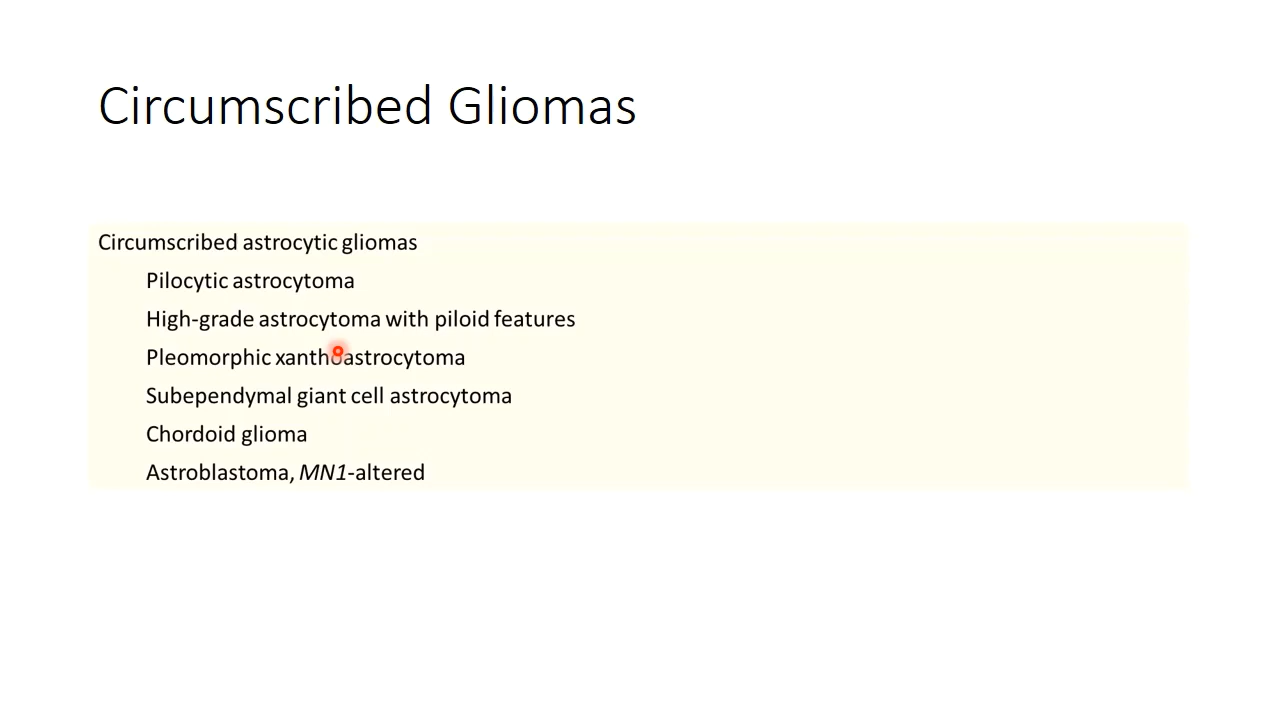 Circumscribed Gliomas
Circumscribed astrocytic gliomas
Pilocytic astrocytoma
High-grade astrocytoma with piloid features
Pleomorphic xanthoastrocytoma
Subependymal giant cell astrocytoma
Chordoid glioma
Astroblastoma, MN1-altered